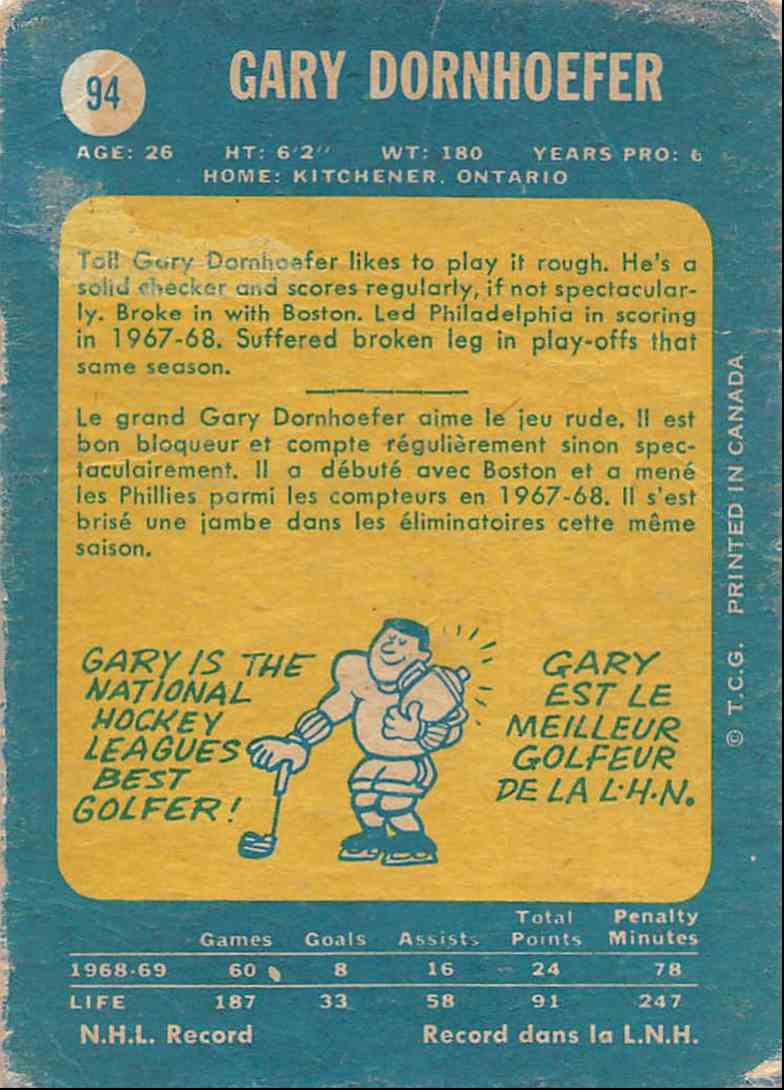 94
GARY DORNHOEFER
AGE: 26 HT: 6'2" WT: 180 YEARS PRO: 6
HOME: KITCHENER, ONTARIO
Tall Gary Dornhoefer likes to play it rough. He's a
solid checker and scores regularly, if not spectacular-
ly. Broke in with Boston. Led Philadelphia in scoring
in 1967-68. Suffered broken leg in play-offs that
same season.
Le grand Gary Dornhoefer aime le jeu rude. Il est
bon bloqueur et compte régulièrement sinon spec-
taculairement. Il a débuté avec Boston et a mené
les Phillies parmi les compteurs en 1967-68. Il s'est
brisé une jambe dans les éliminatoires cette même
saison.
GARY IS THE
NATIONAL
HOCKEY
LEAGUES
BEST
GOLFER!
GARY
EST LE
MEILLEUR
GOLFEUR
DE LA L.H.N.
© T.C.G. PRINTED IN CANADA
Games Goals Assists Total Points Penalty Minutes
1968-69 60 8 16 24 78
LIFE 187 33 58 91 247
N.H.L. Record Record dans la L.N.H.